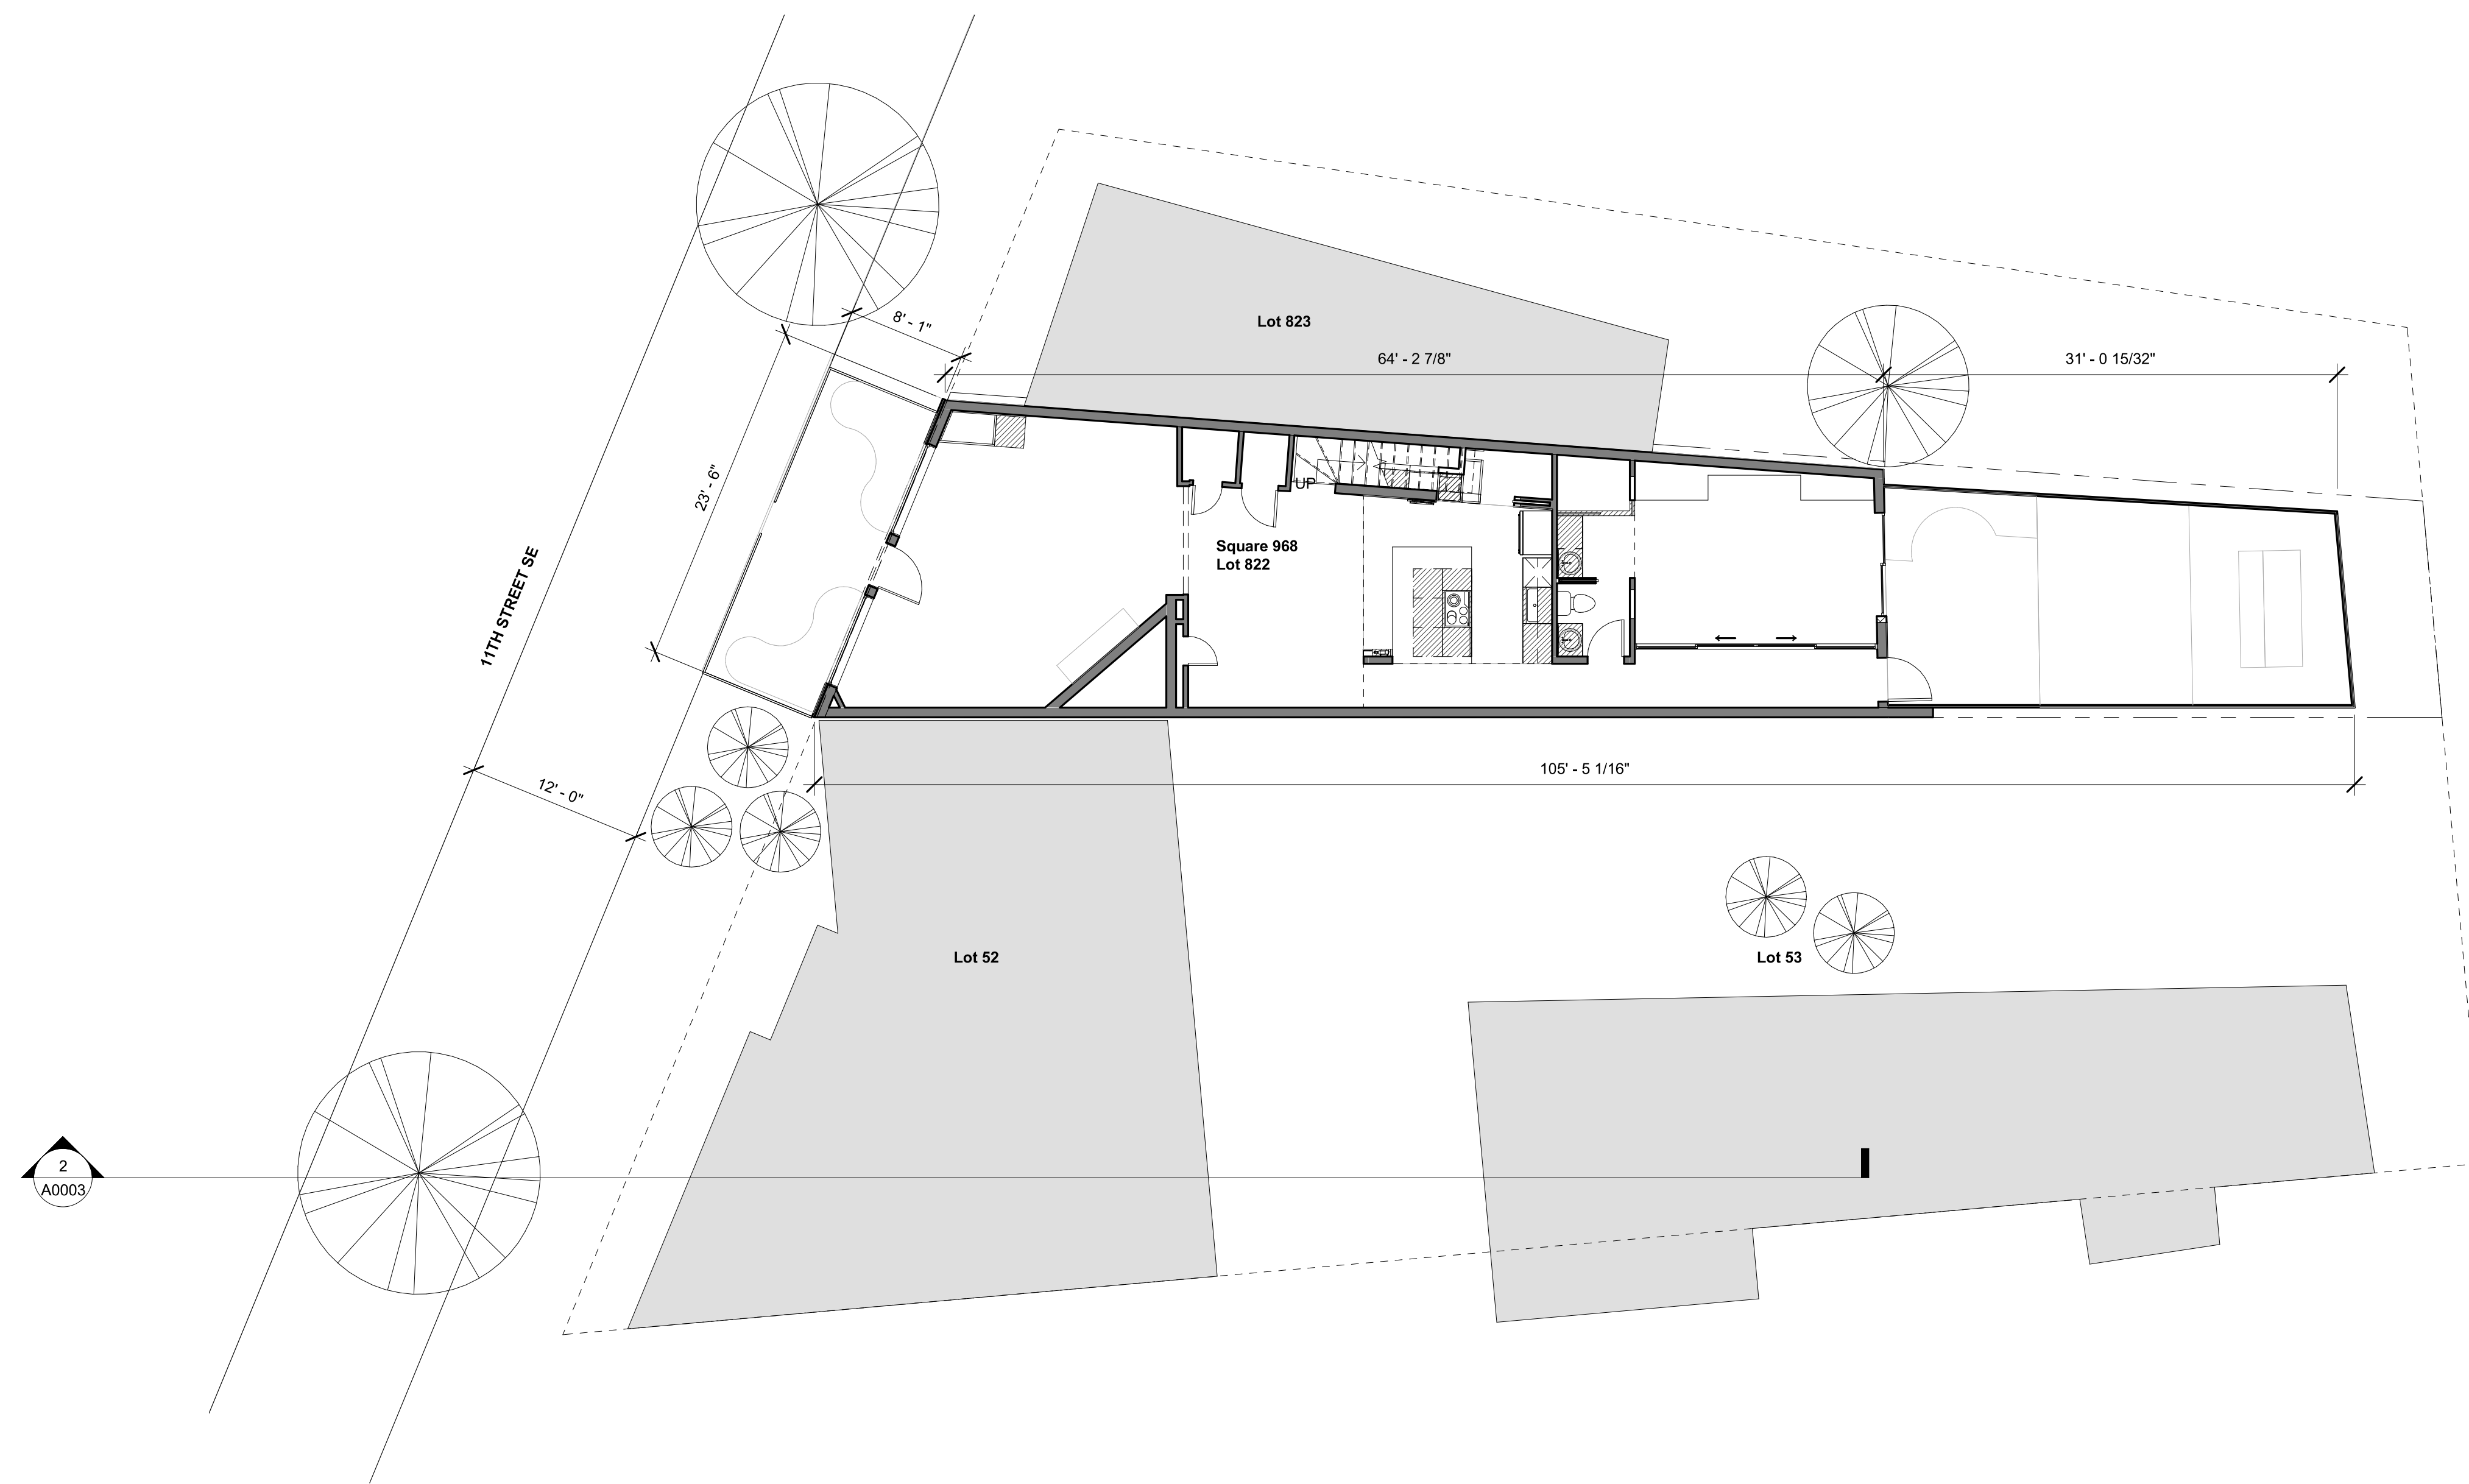 8' - 1"
Lot 823
64' - 2 7/8"
31' - 0 15/32"
23' - 6"
UP
Square 968
Lot 822
11TH STREET SE
12' - 0"
105' - 5 1/16"
Lot 52
Lot 53
2
A0003